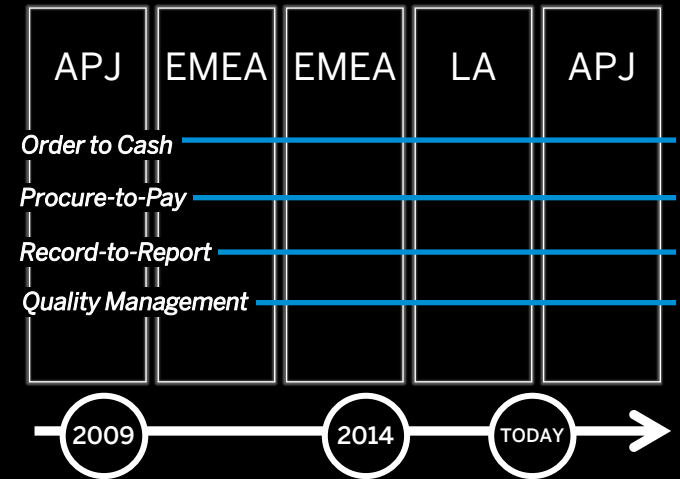 APJ EMEA EMEA LA APJ
Order to Cash
Procure-to-Pay
Record-to-Report
Quality Management
2009 2014 TODAY